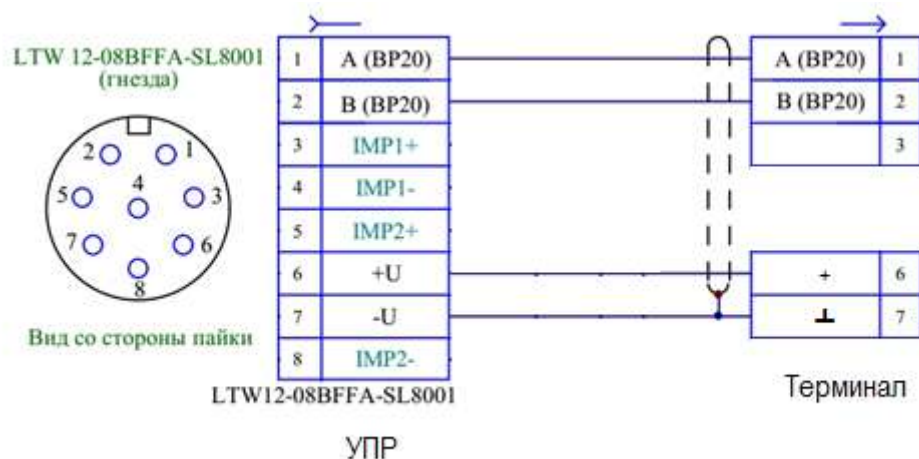 LTW 12-08BFFA-SL8001
(гнезда)
2
1
4
5
3
7
6
8
Вид со стороны пайки
1 A (BP20)
2 B (BP20)
3 IMP1+
4 IMP1-
5 IMP2+
6 +U
7 -U
8 IMP2-
LTW12-08BFFA-SL8001
УПР
A (BP20) 1
B (BP20) 2
3
+ 6
⊥ 7
Терминал